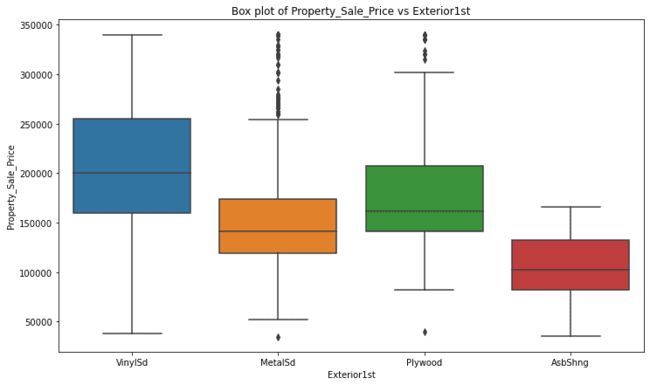 Box plot of Property_Sale_Price vs Exterior1st
350000
300000
250000
200000
150000
100000
50000
Property_Sale_Price
VinylSd MetalSd Plywood AsbShng
Exterior1st